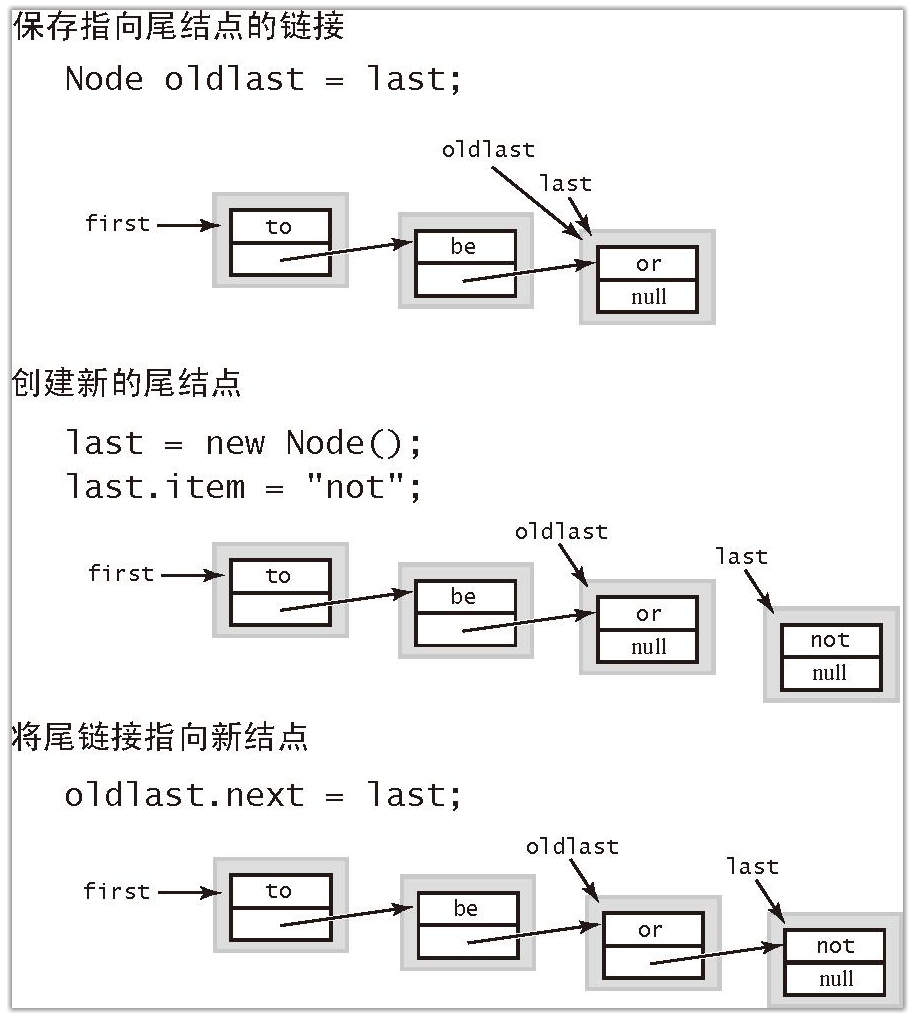 保存指向尾结点的链接
Node oldlast = last;
oldlast
last
first
to
be
or
null
创建新的尾结点
last = new Node();
last.item = "not";
oldlast
last
first
to
be
or
null
not
null
将尾链接指向新结点
oldlast.next = last;
oldlast
last
first
to
be
or
not
null